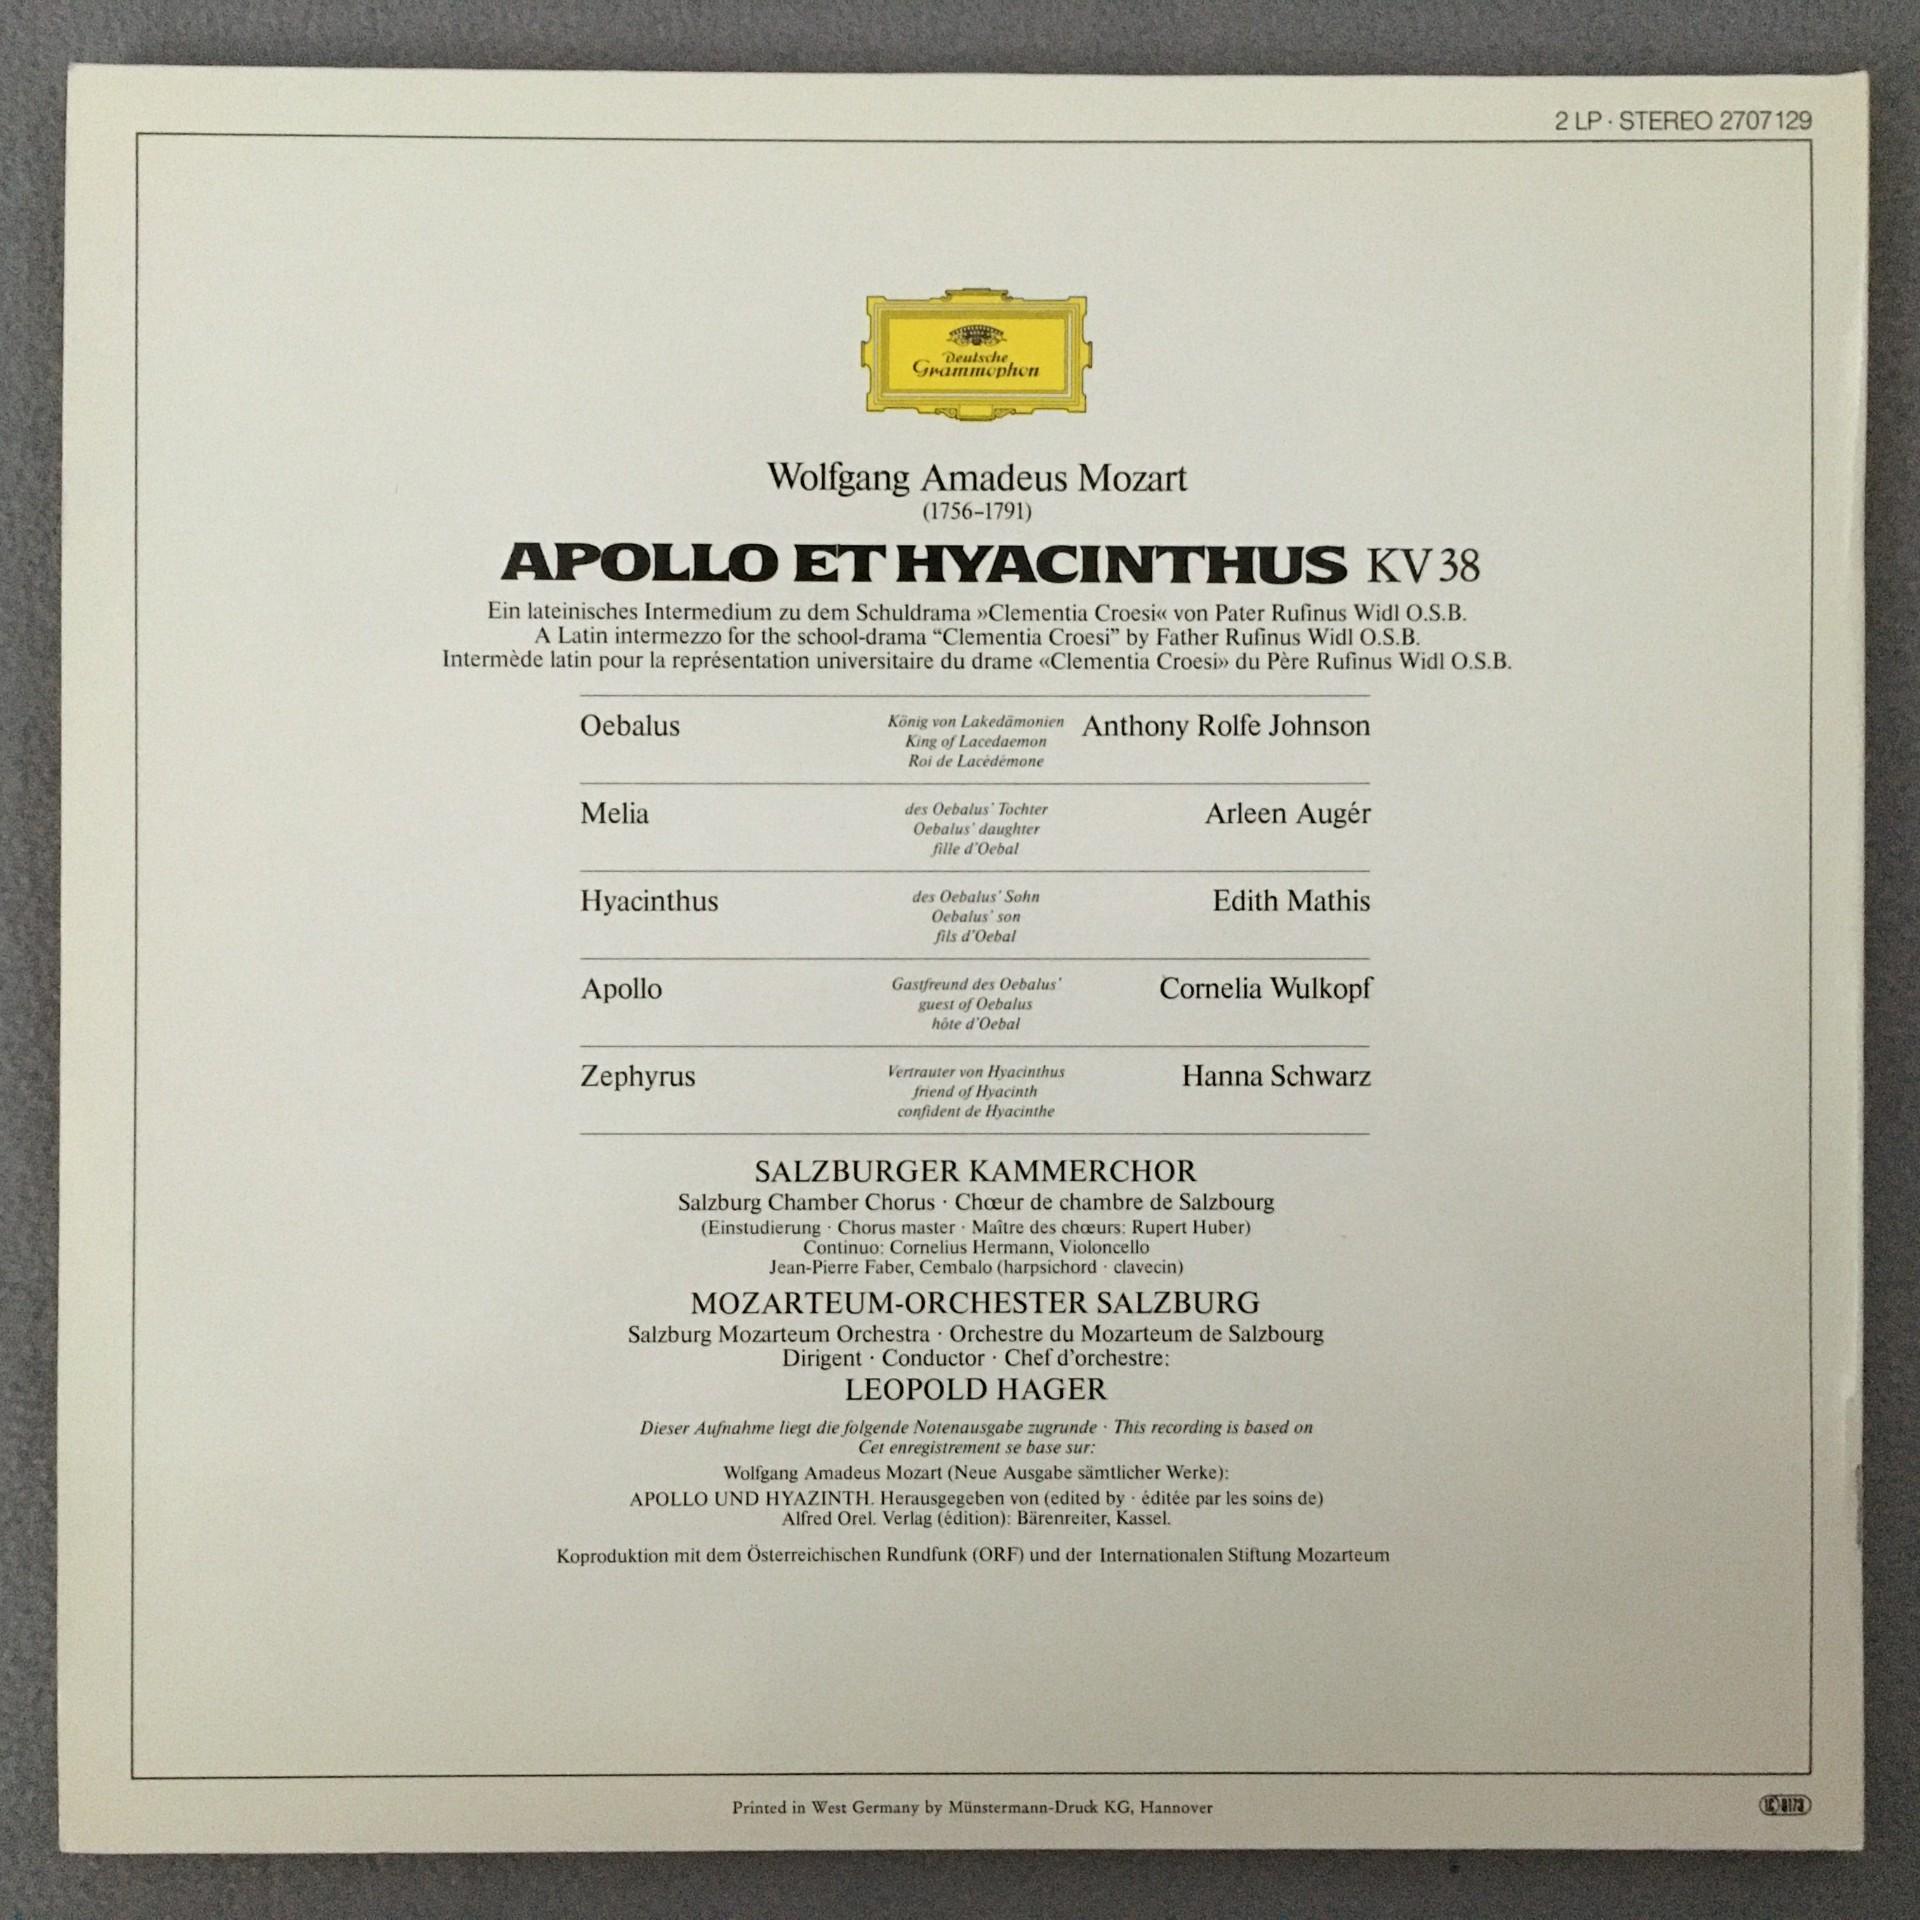 2 LP · STEREO 2707129
Deutsche
Grammophon
Wolfgang Amadeus Mozart
(1756–1791)
APOLLO ET HYACINTHUS KV 38
Ein lateinisches Intermedium zu dem Schuldrama »Clementia Croesi« von Pater Rufinus Widl O.S.B.
A Latin intermezzo for the school-drama “Clementia Croesi” by Father Rufinus Widl O.S.B.
Intermède latin pour la représentation universitaire du drame «Clementia Croesi» du Père Rufinus Widl O.S.B.
Oebalus König von Lakedämonien Anthony Rolfe Johnson
King of Lacedaemon
Roi de Lacédémone
Melia des Oebalus' Tochter Arleen Augér
Oebalus' daughter
fille d'Oebal
Hyacinthus des Oebalus' Sohn Edith Mathis
Oebalus' son
fils d'Oebal
Apollo Gastfreund des Oebalus' Cornelia Wulkopf
guest of Oebalus
hôte d'Oebal
Zephyrus Vertrauter von Hyacinthus Hanna Schwarz
friend of Hyacinth
confident de Hyacinthe
SALZBURGER KAMMERCHOR
Salzburg Chamber Chorus · Chœur de chambre de Salzbourg
(Einstudierung · Chorus master · Maître des chœurs: Rupert Huber)
Continuo: Cornelius Hermann, Violoncello
Jean-Pierre Faber, Cembalo (harpsichord · clavecin)
MOZARTEUM-ORCHESTER SALZBURG
Salzburg Mozarteum Orchestra · Orchestre du Mozarteum de Salzbourg
Dirigent · Conductor · Chef d'orchestre:
LEOPOLD HAGER
Dieser Aufnahme liegt die folgende Notenausgabe zugrunde · This recording is based on
Cet enregistrement se base sur:
Wolfgang Amadeus Mozart (Neue Ausgabe sämtlicher Werke):
APOLLO UND HYAZINTH. Herausgegeben von (edited by · éditée par les soins de)
Alfred Orel. Verlag (édition): Bärenreiter, Kassel.
Koproduktion mit dem Österreichischen Rundfunk (ORF) und der Internationalen Stiftung Mozarteum
Printed in West Germany by Münstermann-Druck KG, Hannover
LC 0173